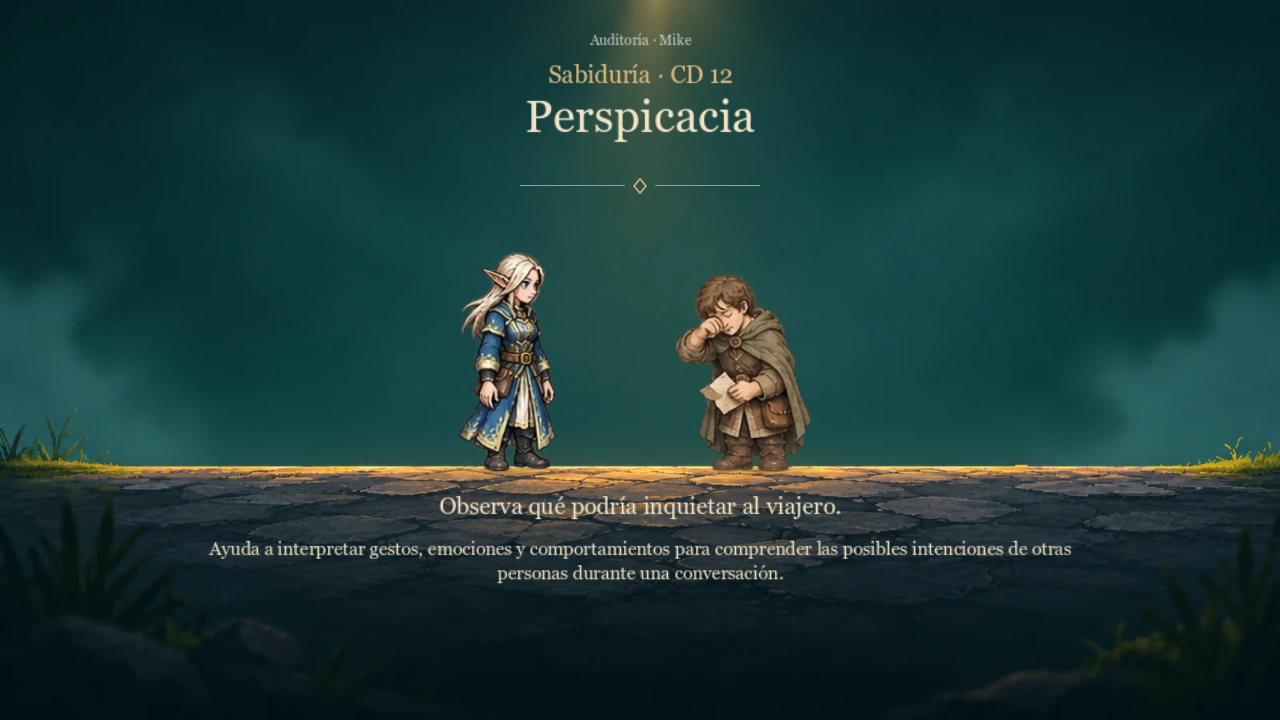 Auditoría · Mike
Sabiduría · CD 12
Perspicacia
Observa qué podría inquietar al viajero.
Ayuda a interpretar gestos, emociones y comportamientos para comprender las posibles intenciones de otras
personas durante una conversación.